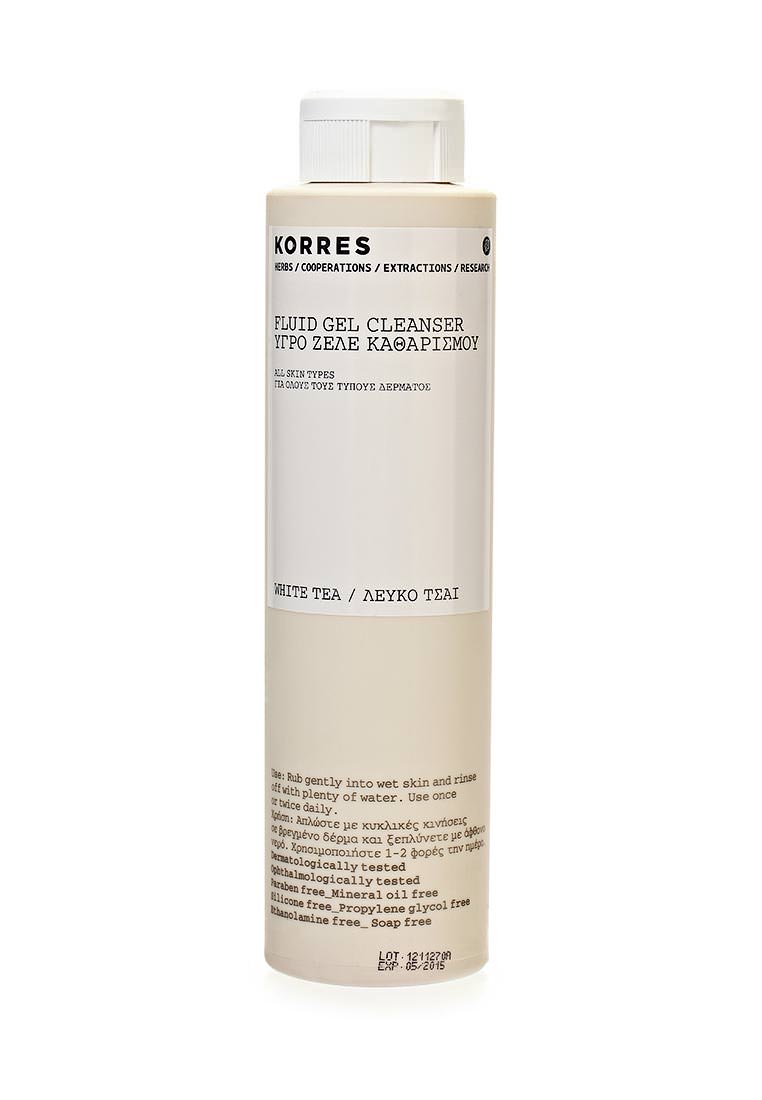 KORRES
HERBS / COOPERATIONS / EXTRACTIONS / RESEARCH
FLUID GEL CLEANSER
ΥΓΡΟ ΖΕΛΕ ΚΑΘΑΡΙΣΜΟΥ
ALL SKIN TYPES
ΓΙΑ ΟΛΟΥΣ ΤΟΥΣ ΤΥΠΟΥΣ ΔΕΡΜΑΤΟΣ
WHITE TEA / ΛΕΥΚΟ ΤΣΑΙ
Use: Rub gently into wet skin and rinse
off with plenty of water. Use once
or twice daily.
Χρήση: Απλώστε με κυκλικές κινήσεις
σε βρεγμένο δέρμα και ξεπλύνετε με άφθονο
νερό. Χρησιμοποιήστε 1-2 φορές την ημέρα.
Dermatologically tested
Ophthalmologically tested
Paraben free_Mineral oil free
Silicone free_Propylene glycol free
Ethanolamine free_ Soap free
LOT· 1211270A
EXP· 05/2015